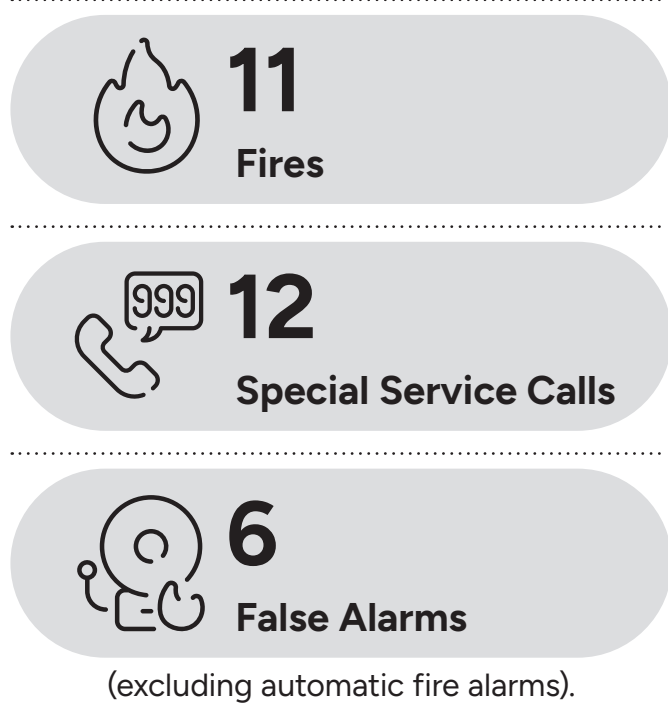 11
Fires
999
12
Special Service Calls
6
False Alarms
(excluding automatic fire alarms).